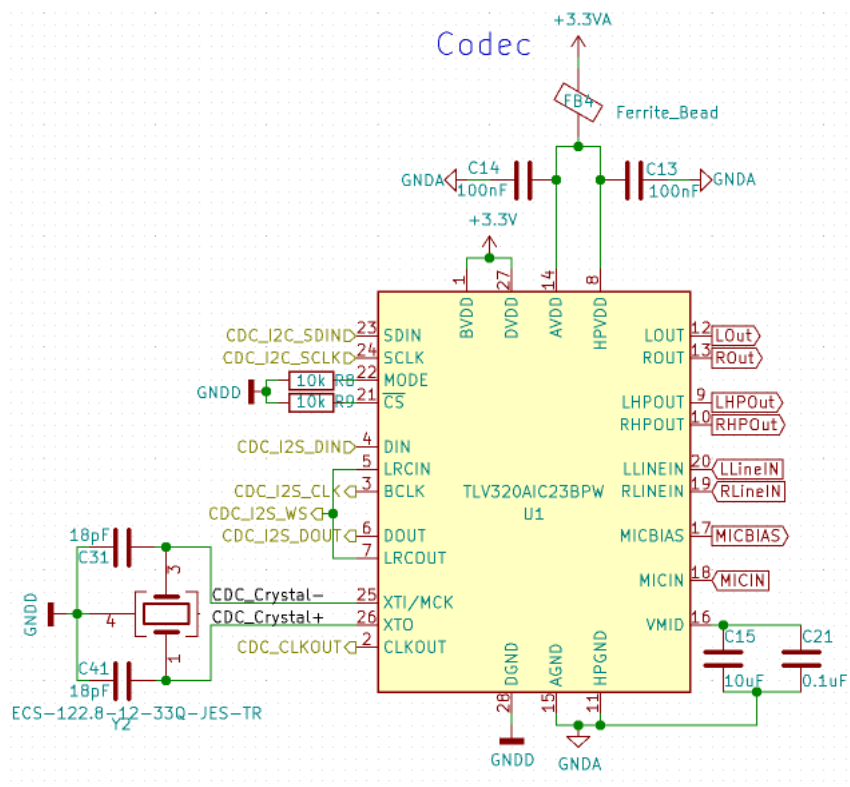 +3.3VA
Codec
FB4
Ferrite_Bead
GNDA
C14
100nF
C13
100nF
GNDA
+3.3V
1
27
14
8
BVDD
DVDD
AVDD
HPVDD
CDC_I2C_SDIN
23
SDIN
LOUT
12
LOut
CDC_I2C_SCLK
24
SCLK
ROUT
13
ROut
GNDD
10k
R8
22
MODE
10k
R9
21
CS
LHPOUT
9
LHPOut
RHPOUT
10
RHPOut
CDC_I2S_DIN
4
DIN
5
LRCIN
LLINEIN
20
LLineIN
CDC_I2S_CLK
3
BCLK
TLV320AIC23BPW
RLINEIN
19
RLineIN
CDC_I2S_WS
U1
CDC_I2S_DOUT
6
DOUT
MICBIAS
17
MICBIAS
7
LRCOUT
MICIN
18
MICIN
18pF
C31
3
GNDD
4
1
C41
18pF
ECS-122.8-12-33Q-JES-TR
Y2
CDC_Crystal-
25
XTI/MCK
CDC_Crystal+
26
XTO
CDC_CLKOUT
2
CLKOUT
VMID
16
C15
10uF
C21
0.1uF
DGND
AGND
HPGND
28
15
11
GNDD
GNDA